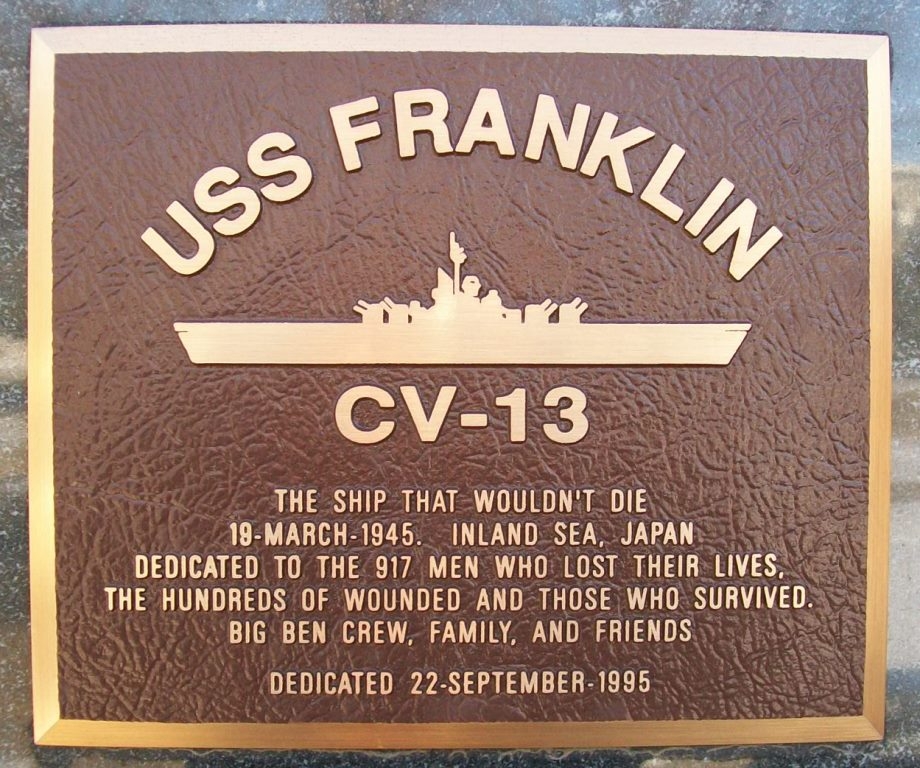 USS FRANKLIN
CV-13
THE SHIP THAT WOULDN'T DIE
19-MARCH-1945. INLAND SEA, JAPAN
DEDICATED TO THE 917 MEN WHO LOST THEIR LIVES,
THE HUNDREDS OF WOUNDED AND THOSE WHO SURVIVED.
BIG BEN CREW, FAMILY, AND FRIENDS
DEDICATED 22-SEPTEMBER-1995